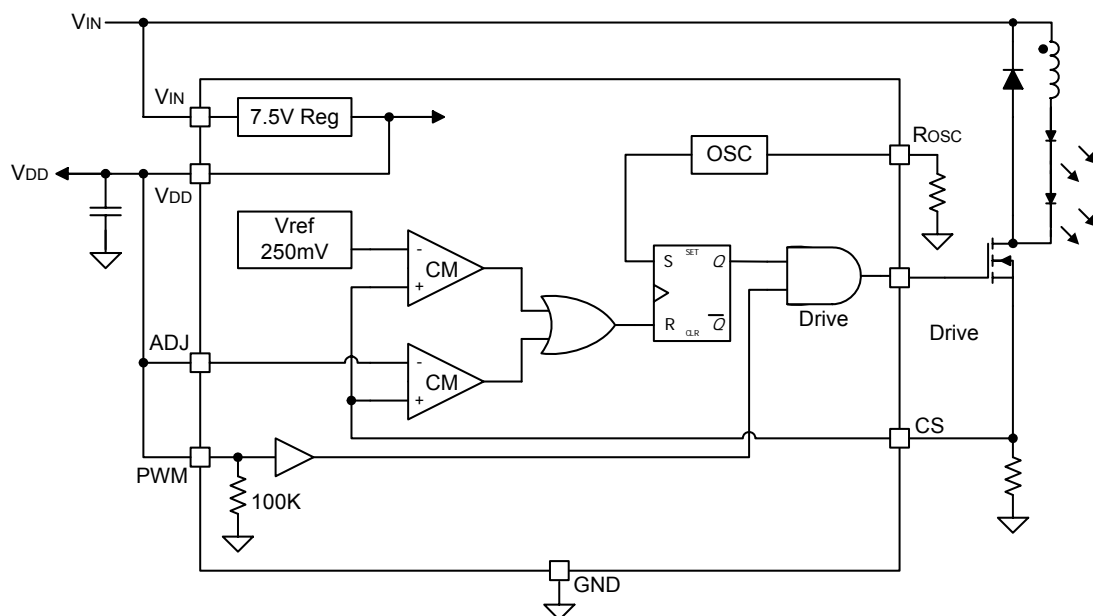 VIN
VIN
7.5V Reg
ROSC
OSC
VDD
VDD
Vref
250mV
-
CM
+
S
SET
Q
R
CLR
Q
Drive
Drive
ADJ
-
CM
+
CS
PWM
100K
GND